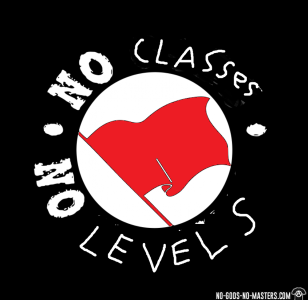 NO CLASSes
NO LEVELS
NO-GODS-NO-MASTERS.COM